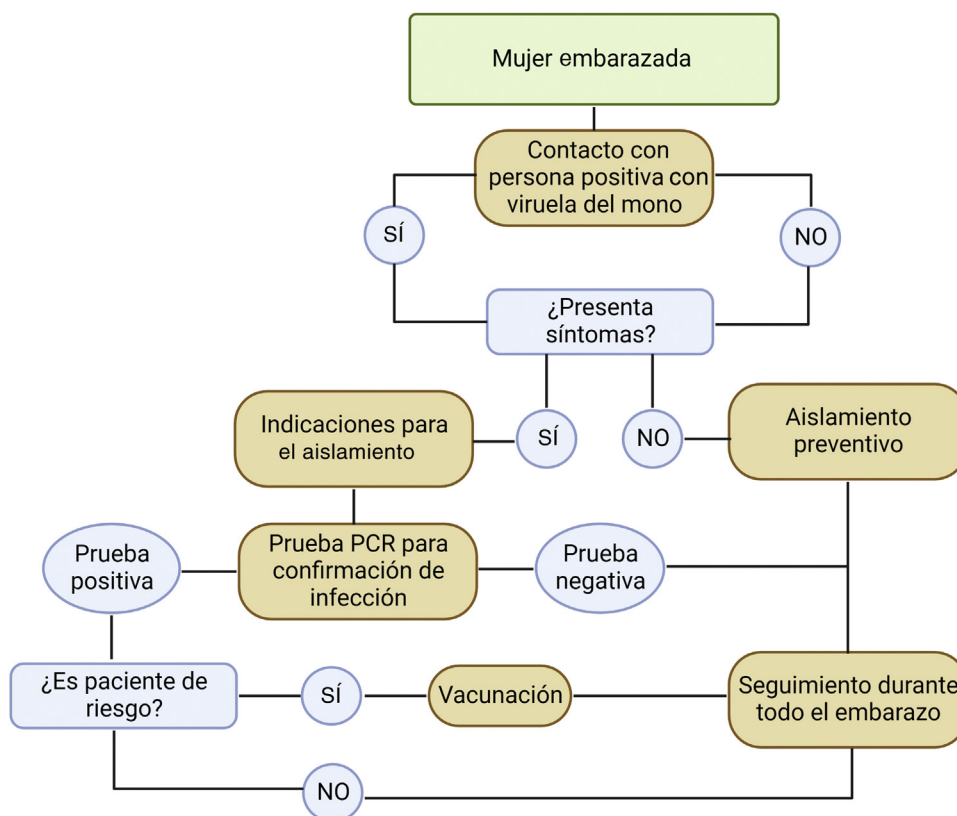 Mujer embarazada
Contacto con
persona positiva con
viruela del mono
SÍ
NO
¿Presenta
síntomas?
SÍ
NO
Indicaciones para
el aislamiento
Aislamiento
preventivo
Prueba
positiva
Prueba PCR para
confirmación de
infección
Prueba
negativa
¿Es paciente de
riesgo?
SÍ
Vacunación
Seguimiento durante
todo el embarazo
NO